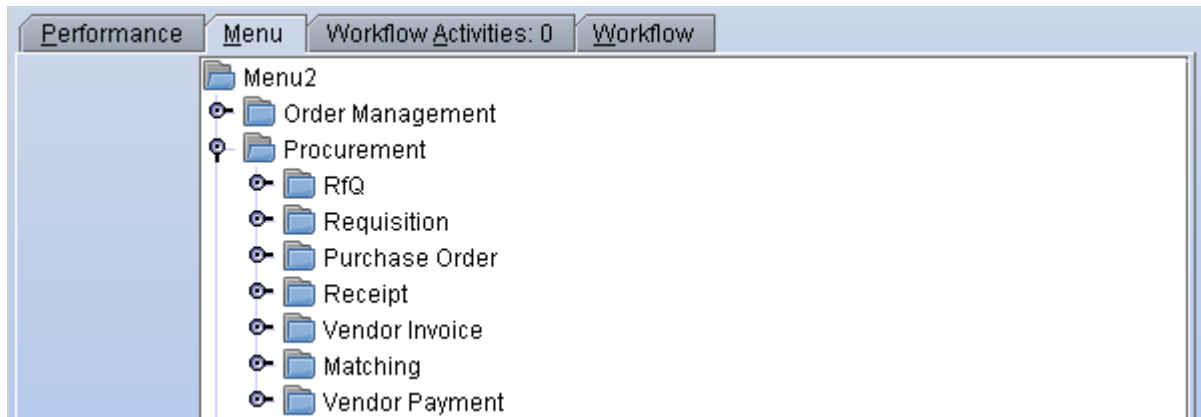 Performance Menu Workflow Activities: 0 Workflow
Menu2
Order Management
Procurement
RfQ
Requisition
Purchase Order
Receipt
Vendor Invoice
Matching
Vendor Payment